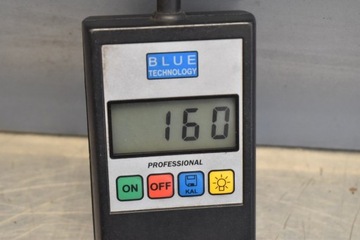 BLUE
TECHNOLOGY
160
PROFESSIONAL
ON OFF KAL